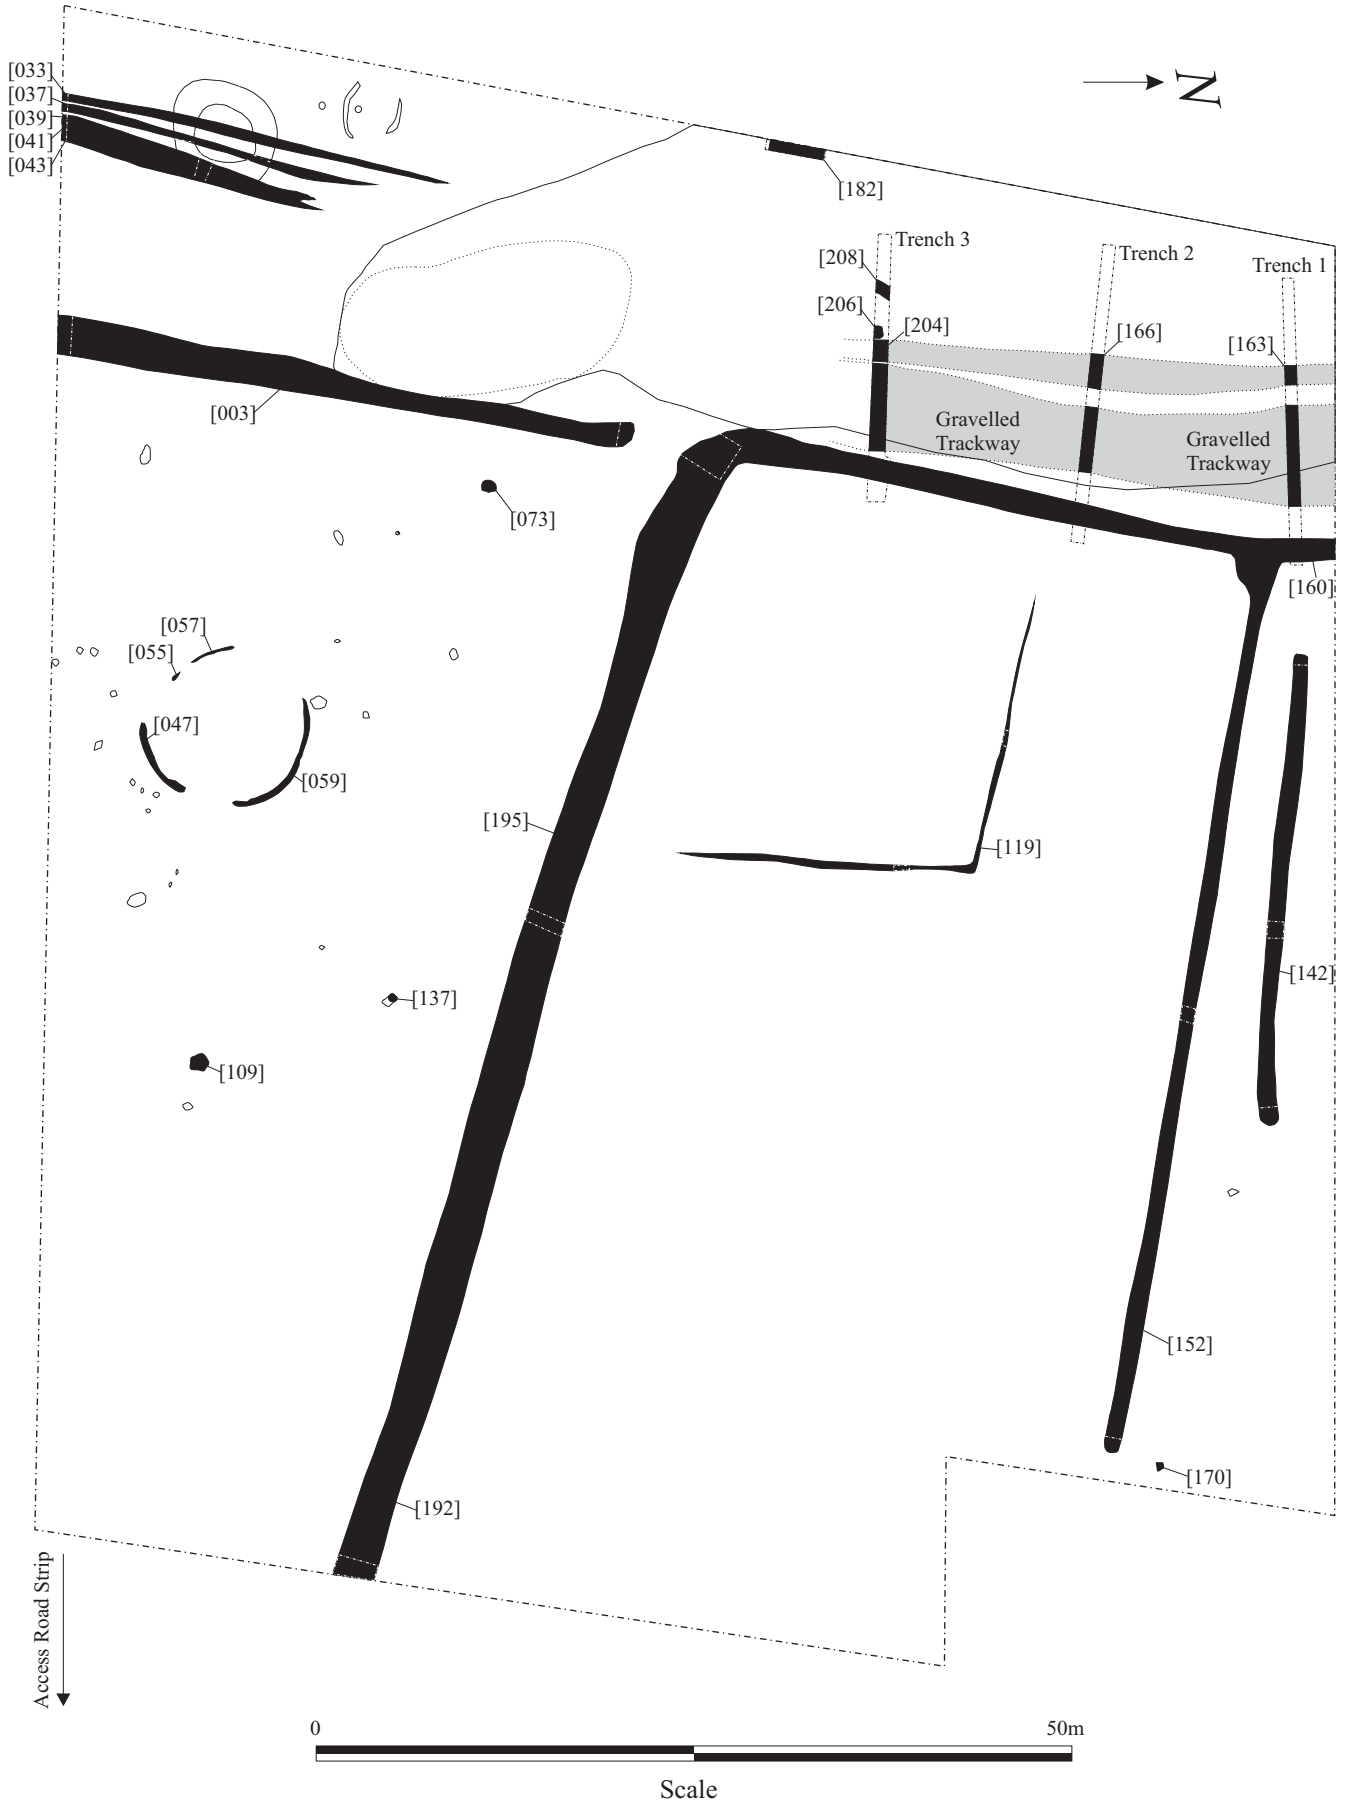 [033]
[037]
[039]
[041]
[043]
N
[182]
Trench 3
Trench 2
Trench 1
[208]
[206]
[204]
[166]
[163]
[003]
Gravelled
Trackway
Gravelled
Trackway
[073]
[160]
[057]
[055]
[047]
[059]
[195]
[119]
[142]
[137]
[109]
[152]
[170]
[192]
Access Road Strip
0
50m
Scale